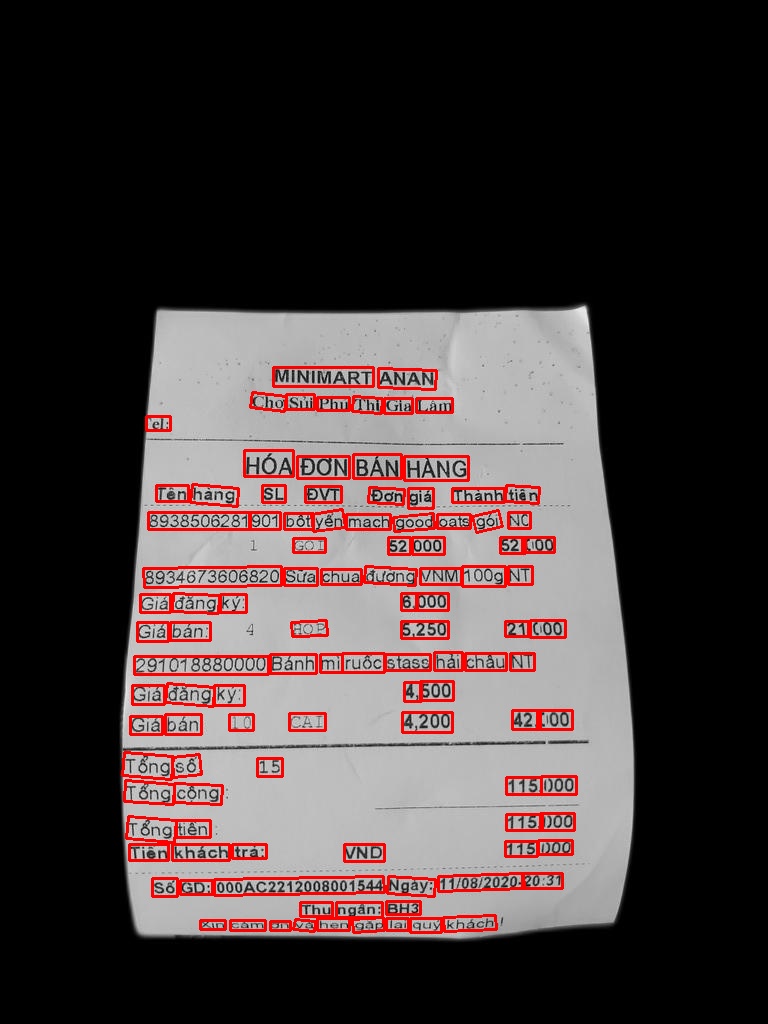 MINIMART ANAN
Chợ Sủi Phú Thị Gia Lâm
Tel:
HÓA ĐƠN BÁN HÀNG
Tên hàng SL ĐVT Đơn giá Thành tiền
8938506281901 bột yến mạch good oats gói NC
1 GOI 52,000 52,000
8934673606820 Sữa chua đường VNM 100g NT
Giá đăng ký: 6,000
Giá bán: 4 HOP 5,250 21,000
291018880000 Bánh mì ruốc stass hải châu NT
Giá đăng ký: 4,500
Giá bán 10 CAI 4,200 42,000
Tổng số 15
Tổng cộng : 115,000
Tổng tiền : 115,000
Tiền khách trả: VND 115,000
Số GD: 000AC2212008001544 Ngày: 11/08/2020-20:31
Thu ngân: BH3
Xin cảm ơn và hẹn gặp lại quý khách !